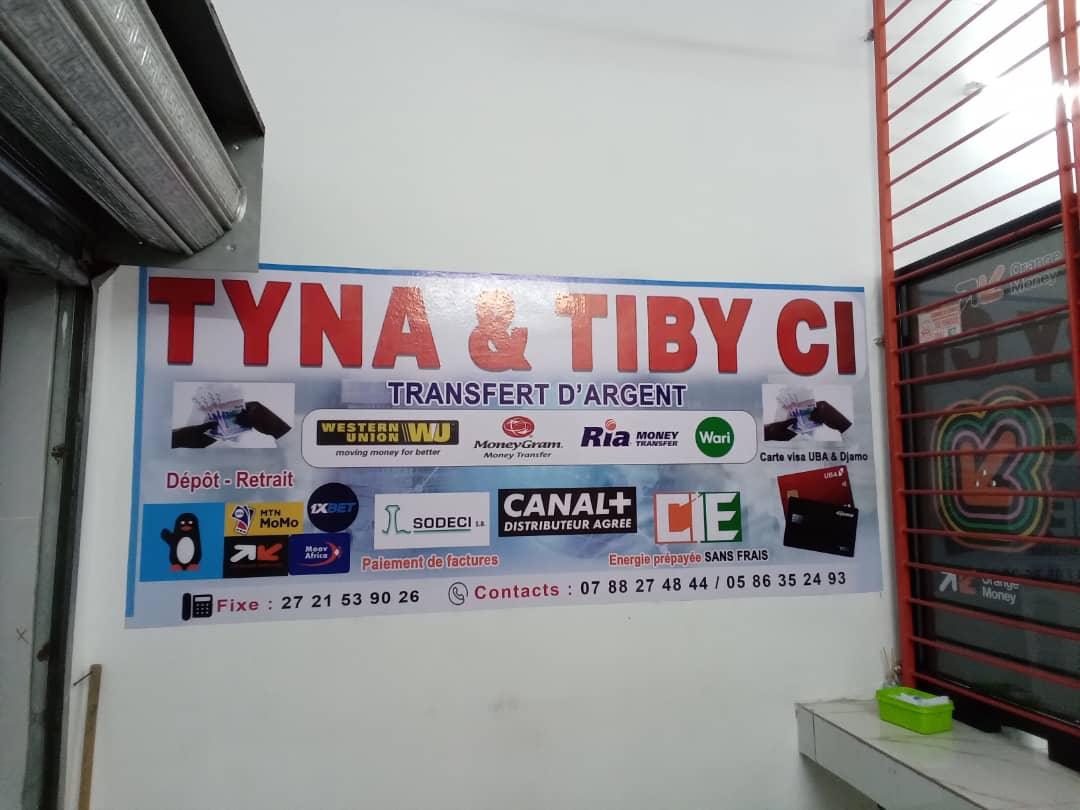 TYNA & TIBY CI
TRANSFERT D'ARGENT
WESTERN UNION WU
moving money for better
MoneyGram
Money Transfer
Ria MONEY TRANSFER
Wari
Carte visa UBA & Djamo
Dépôt - Retrait
MTN MoMo
1XBET
Moov Africa
SODECI S.A.
Paiement de factures
CANAL+
DISTRIBUTEUR AGREE
CIE
Energie prépayée SANS FRAIS
UBA
Fixe : 27 21 53 90 26
Contacts : 07 88 27 48 44 / 05 86 35 24 93
Orange Money
Orange Money